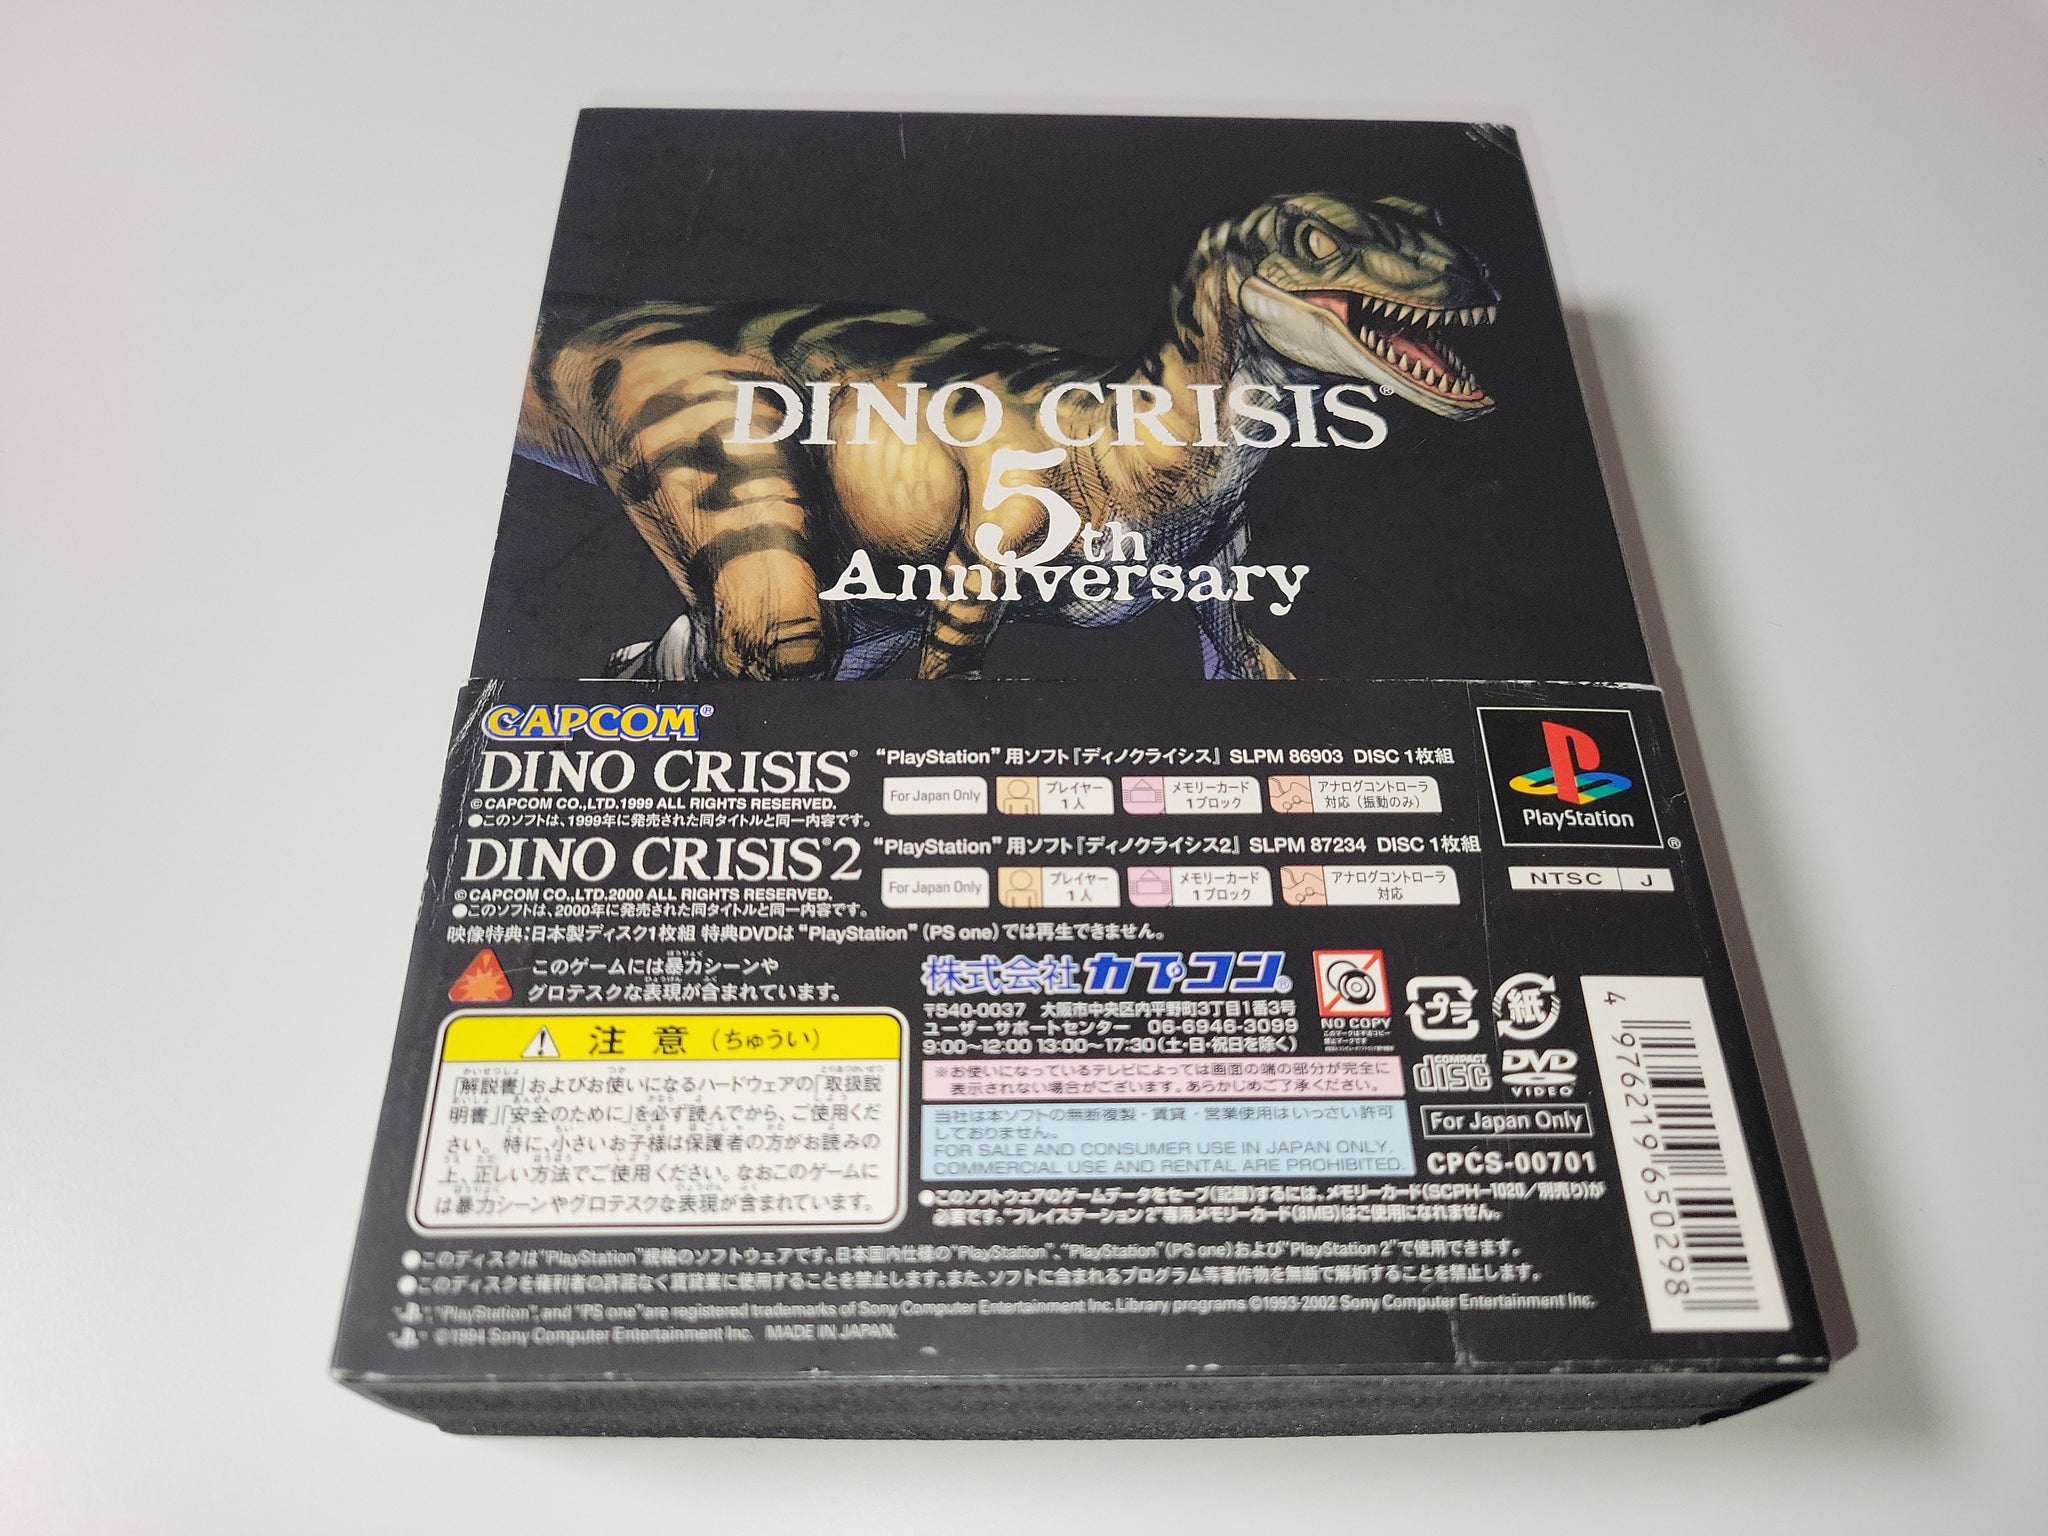 DINO CRISIS®
5th
Anniversary
CAPCOM®
DINO CRISIS®
© CAPCOM CO.,LTD.1999 ALL RIGHTS RESERVED.
●このソフトは、1999年に発売された同タイトルと同一内容です。
"PlayStation" 用ソフト『ディノクライシス』 SLPM 86903 DISC 1枚組
For Japan Only
プレイヤー
1人
メモリーカード
1ブロック
アナログコントローラ
対応（振動のみ）
DINO CRISIS®2
© CAPCOM CO.,LTD.2000 ALL RIGHTS RESERVED.
●このソフトは、2000年に発売された同タイトルと同一内容です。
"PlayStation" 用ソフト『ディノクライシス2』 SLPM 87234 DISC 1枚組
For Japan Only
プレイヤー
1人
メモリーカード
1ブロック
アナログコントローラ
対応
PlayStation
®
NTSC J
映像特典：日本製ディスク1枚組 特典DVDは "PlayStation"（PS one）では再生できません。
このゲームには暴力シーンや
グロテスクな表現が含まれています。
注意（ちゅうい）
「解説書」およびお使いになるハードウェアの「取扱説
明書」「安全のために」を必ず読んでから、ご使用くだ
さい。特に、小さいお子様は保護者の方がお読みの
上、正しい方法でご使用ください。なおこのゲームに
は暴力シーンやグロテスクな表現が含まれています。
株式会社カプコン®
〒540-0037 大阪市中央区内平野町3丁目1番3号
ユーザーサポートセンター 06-6946-3099
9:00〜12:00 13:00〜17:30（土・日・祝日を除く）
※お使いになっているテレビによっては画面の端の部分が完全に
表示されない場合がございます。あらかじめご了承ください。
当社は本ソフトの無断複製・賃貸・営業使用はいっさい許可
しておりません。
FOR SALE AND CONSUMER USE IN JAPAN ONLY.
COMMERCIAL USE AND RENTAL ARE PROHIBITED.
●このソフトウェアのゲームデータをセーブ（記録）するには、メモリーカード（SCPH-1020／別売り）が
必要です。"プレイステーション 2"専用メモリーカード（8MB）はご使用になれません。
NO COPY
プラ
紙
COMPACT
disc
DVD
VIDEO
For Japan Only
CPCS-00701
4 976219 650298
●このディスクは"PlayStation"規格のソフトウェアです。日本国内仕様の"PlayStation"、"PlayStation"（PS one）および"PlayStation 2"で使用できます。
●このディスクを権利者の許諾なく賃貸業に使用することを禁止します。また、ソフトに含まれるプログラム等著作物を無断で解析することを禁止します。
"PlayStation", and "PS one" are registered trademarks of Sony Computer Entertainment Inc. Library programs ©1993-2002 Sony Computer Entertainment Inc.
©1994 Sony Computer Entertainment Inc. MADE IN JAPAN.